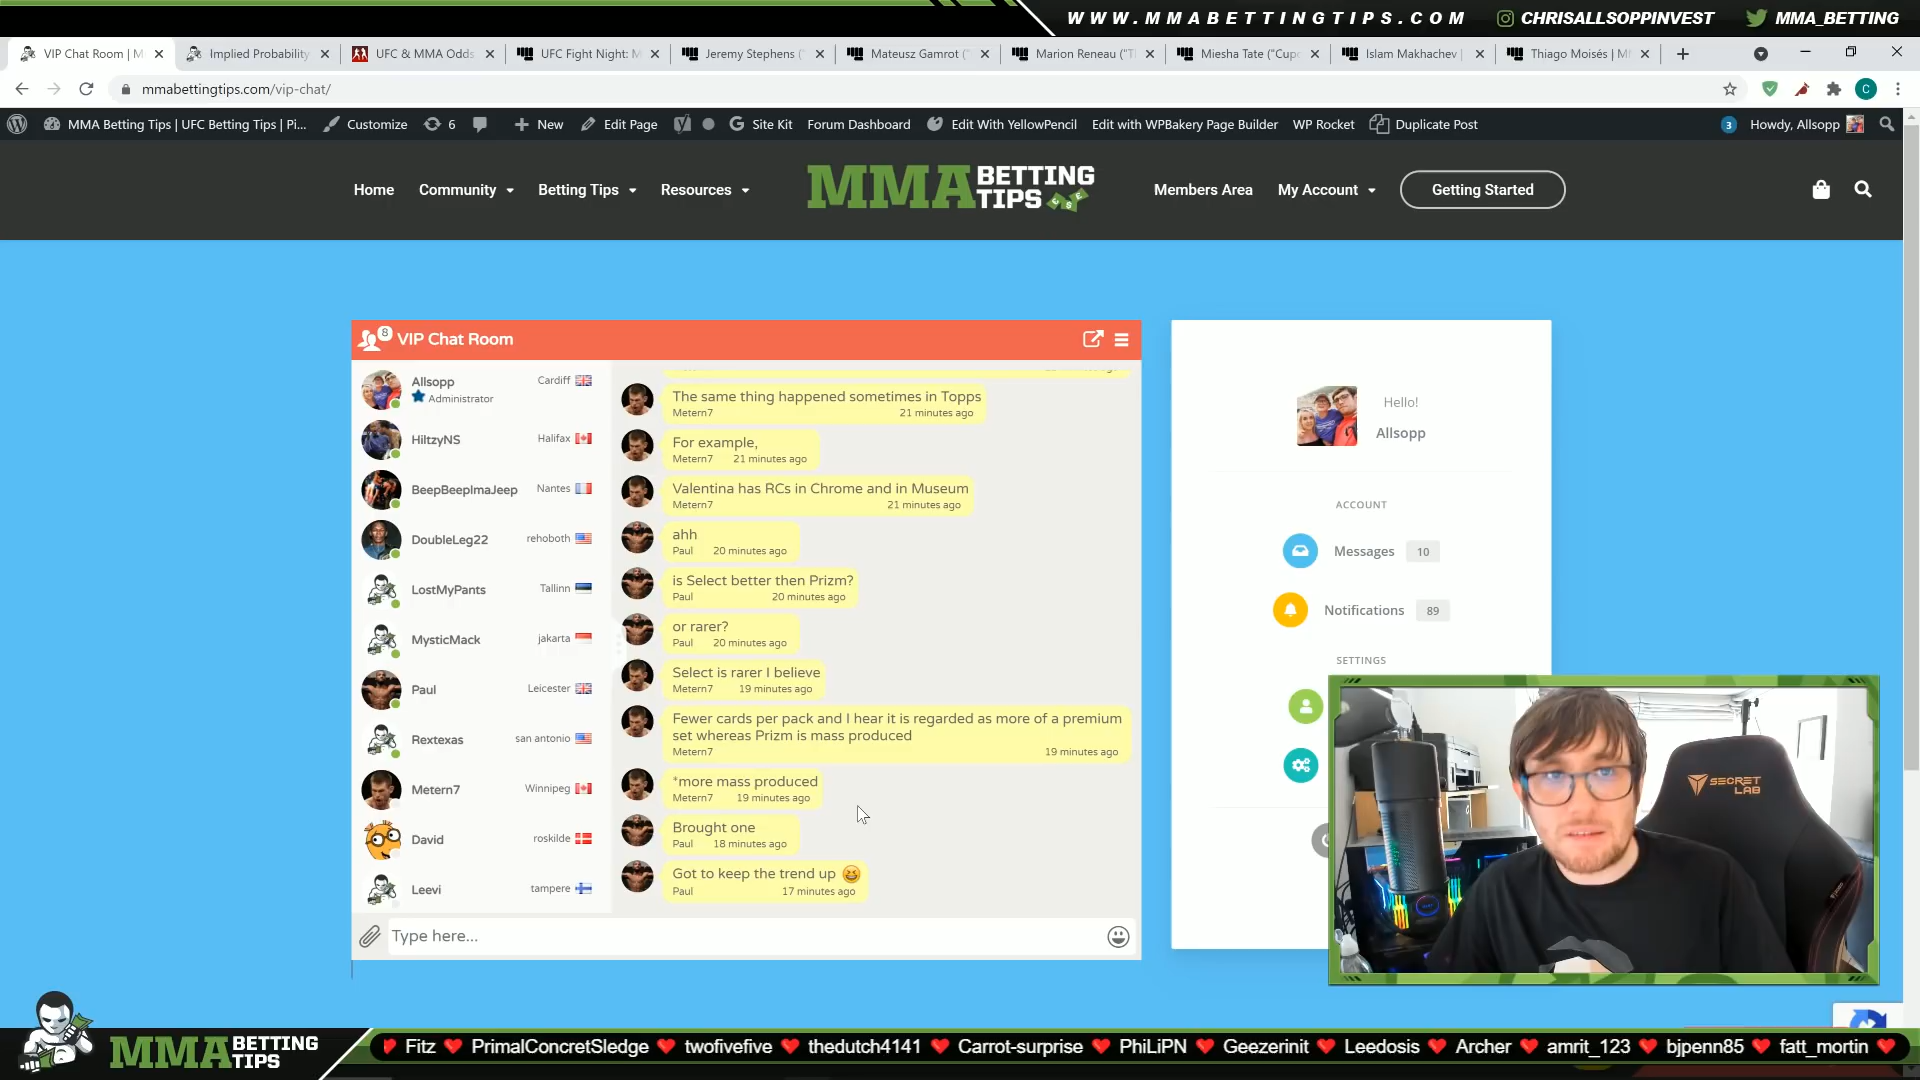 WWW.MMABETTINGTIPS.COM
CHRISALLSOPPINVEST
MMA_BETTING
VIP Chat Room | M
Implied Probability
UFC & MMA Odds
UFC Fight Night: M
Jeremy Stephens ("
Mateusz Gamrot ("
Marion Reneau ("T
Miesha Tate ("Cupc
Islam Makhachev |
Thiago Moisés | M
mmabettingtips.com/vip-chat/
C
MMA Betting Tips | UFC Betting Tips | Pi...
Customize
6
New
Edit Page
Site Kit
Forum Dashboard
Edit With YellowPencil
Edit with WPBakery Page Builder
WP Rocket
Duplicate Post
3
Howdy, Allsopp
Home
Community
Betting Tips
Resources
MMA BETTING TIPS
Members Area
My Account
Getting Started
8
VIP Chat Room
Allsopp
Administrator
Cardiff
HiltzyNS
Halifax
BeepBeepImaJeep
Nantes
DoubleLeg22
rehoboth
LostMyPants
Tallinn
MysticMack
jakarta
Paul
Leicester
Rextexas
san antonio
Metern7
Winnipeg
David
roskilde
Leevi
tampere
The same thing happened sometimes in Topps
Metern7 21 minutes ago
For example,
Metern7 21 minutes ago
Valentina has RCs in Chrome and in Museum
Metern7 21 minutes ago
ahh
Paul 20 minutes ago
is Select better then Prizm?
Paul 20 minutes ago
or rarer?
Paul 20 minutes ago
Select is rarer I believe
Metern7 19 minutes ago
Fewer cards per pack and I hear it is regarded as more of a premium
set whereas Prizm is mass produced
Metern7 19 minutes ago
*more mass produced
Metern7 19 minutes ago
Brought one
Paul 18 minutes ago
Got to keep the trend up
Paul 17 minutes ago
Type here...
Hello!
Allsopp
ACCOUNT
Messages 10
Notifications 89
SETTINGS
SECRET
LAB
MMA BETTING TIPS
Fitz
PrimalConcretSledge
twofivefive
thedutch4141
Carrot-surprise
PhiLiPN
Geezerinit
Leedosis
Archer
amrit_123
bjpenn85
fatt_mortin